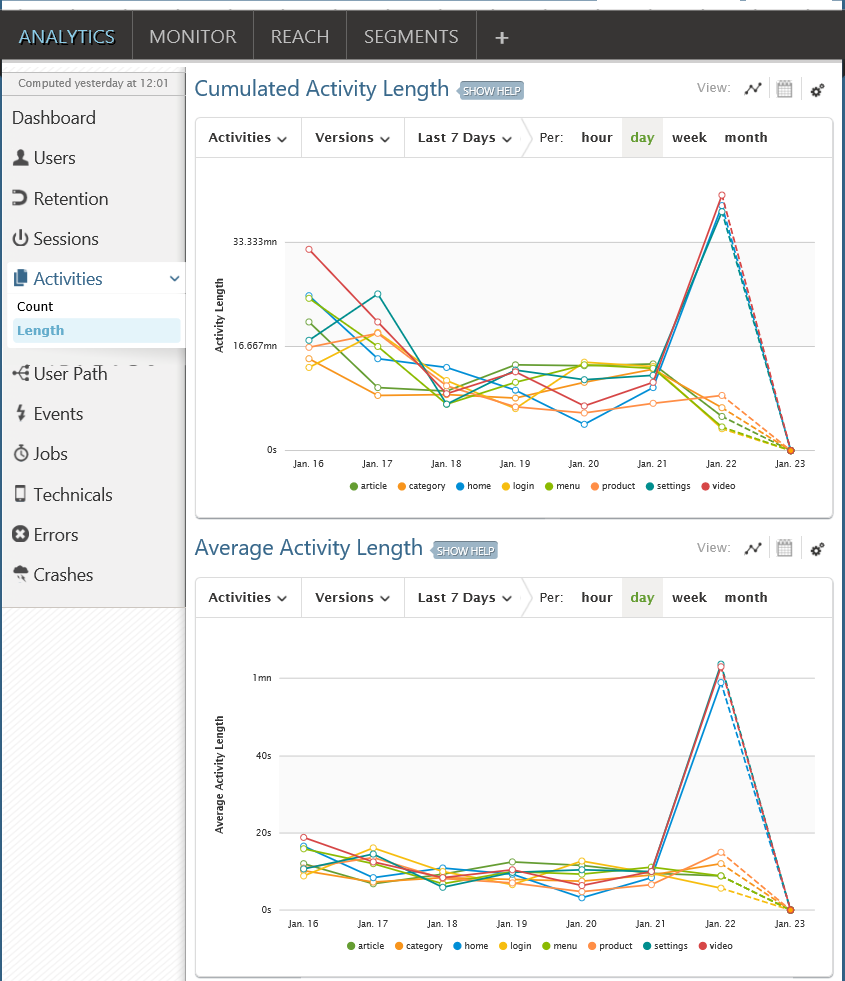 ANALYTICS MONITOR REACH SEGMENTS +
Computed yesterday at 12:01
Dashboard
Users
Retention
Sessions
Activities
Count
Length
User Path
Events
Jobs
Technicals
Errors
Crashes
Cumulated Activity Length SHOW HELP View:
Activities Versions Last 7 Days Per: hour day week month
Activity Length
33.333mn
16.667mn
0s
Jan. 16 Jan. 17 Jan. 18 Jan. 19 Jan. 20 Jan. 21 Jan. 22 Jan. 23
article category home login menu product settings video
Average Activity Length SHOW HELP View:
Activities Versions Last 7 Days Per: hour day week month
Average Activity Length
1mn
40s
20s
0s
Jan. 16 Jan. 17 Jan. 18 Jan. 19 Jan. 20 Jan. 21 Jan. 22 Jan. 23
article category home login menu product settings video